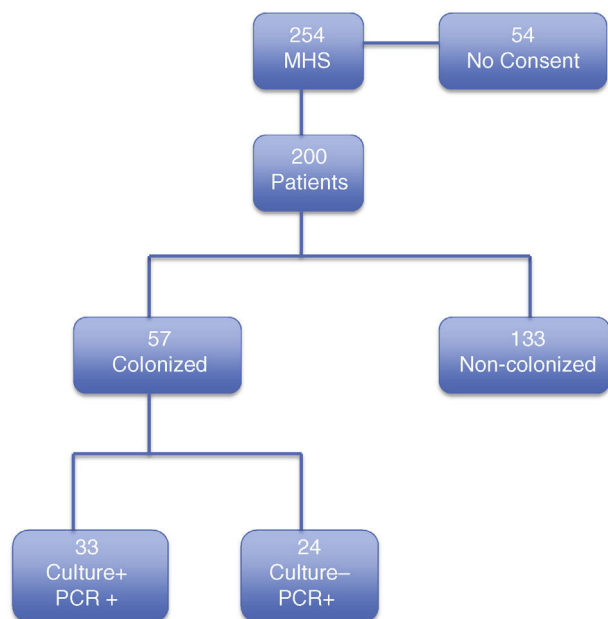 254
MHS
54
No Consent
200
Patients
57
Colonized
133
Non-colonized
33
Culture+
PCR +
24
Culture–
PCR+